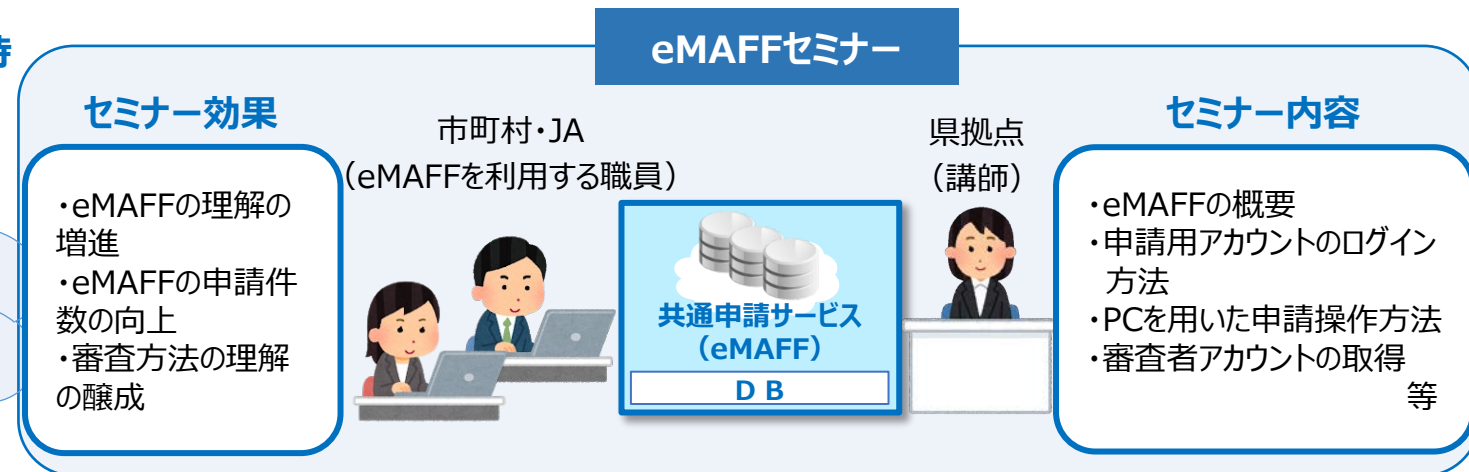 待
eMAFFセミナー
セミナー効果
・eMAFFの理解の
増進
・eMAFFの申請件
数の向上
・審査方法の理解
の醸成
市町村・JA
（eMAFFを利用する職員）
共通申請サービス
（eMAFF）
ＤＢ
県拠点
（講師）
セミナー内容
・eMAFFの概要
・申請用アカウントのログイン
方法
・PCを用いた申請操作方法
・審査者アカウントの取得
等